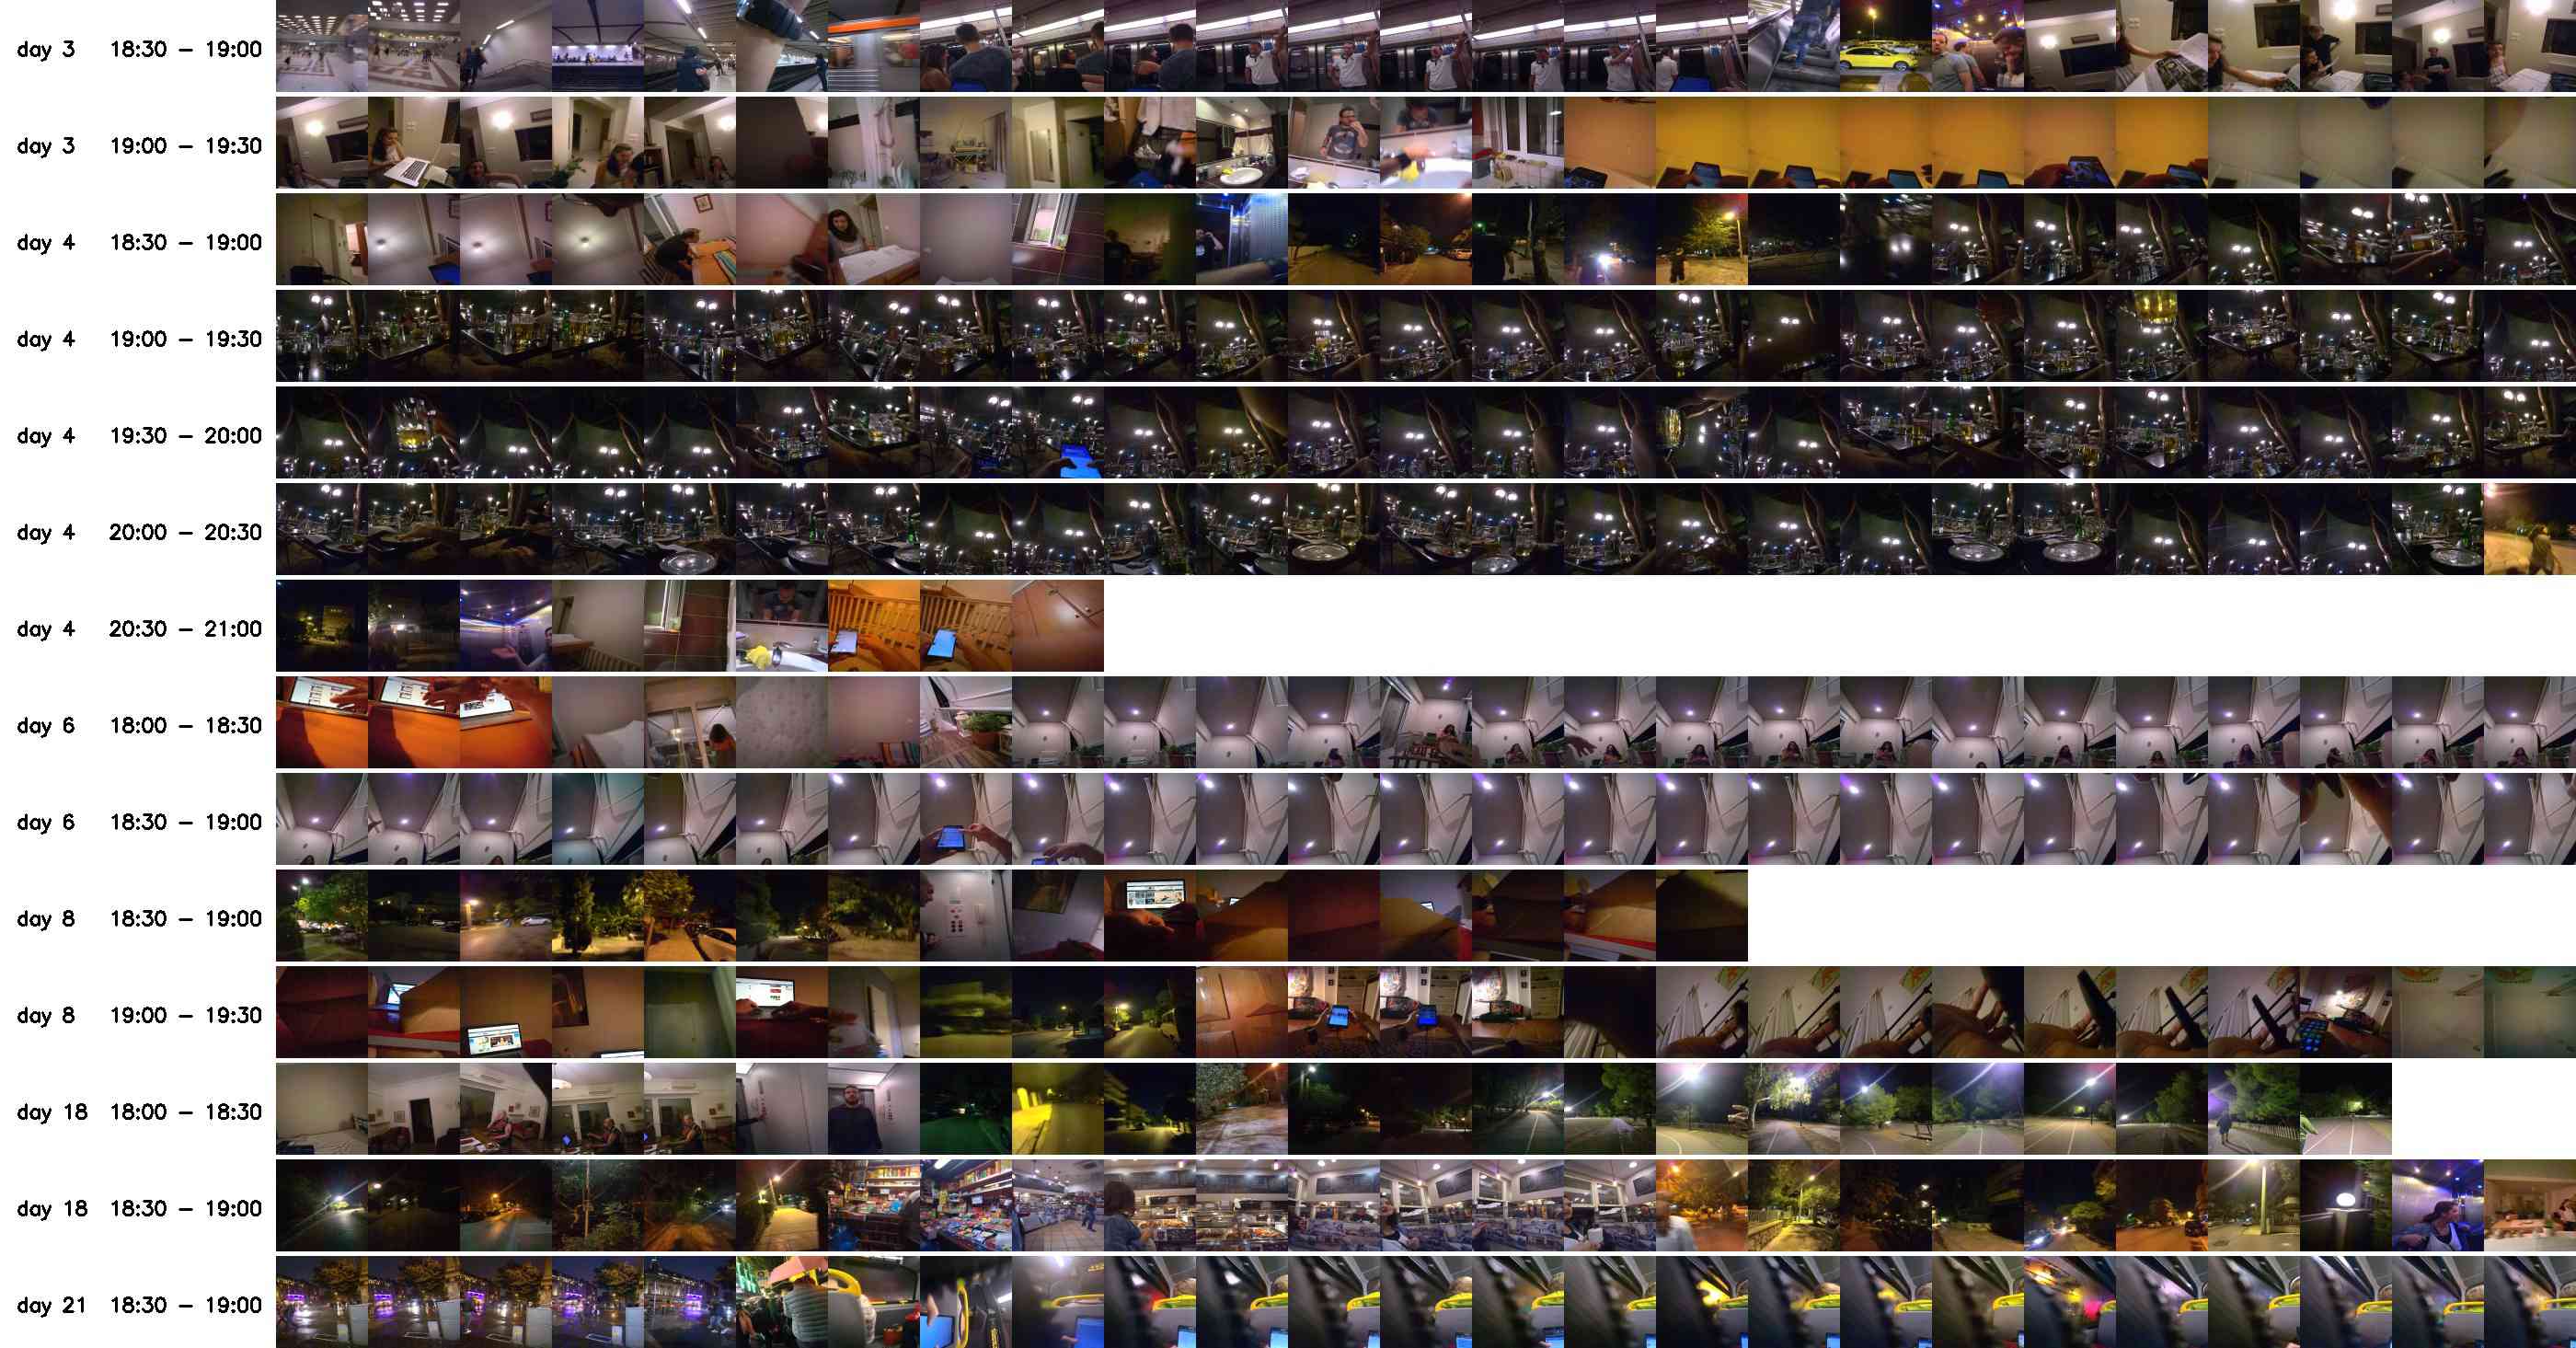 day 3 18:30 – 19:00
day 3 19:00 – 19:30
day 4 18:30 – 19:00
day 4 19:00 – 19:30
day 4 19:30 – 20:00
day 4 20:00 – 20:30
day 4 20:30 – 21:00
day 6 18:00 – 18:30
day 6 18:30 – 19:00
day 8 18:30 – 19:00
day 8 19:00 – 19:30
day 18 18:00 – 18:30
day 18 18:30 – 19:00
day 21 18:30 – 19:00